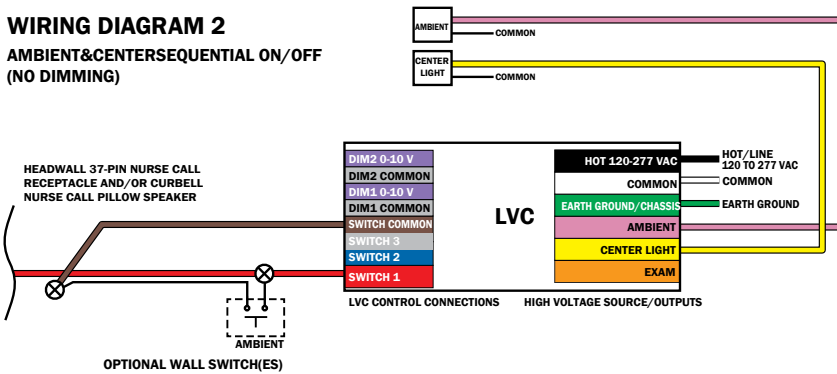 WIRING DIAGRAM 2
AMBIENT&CENTERSEQUENTIAL ON/OFF
(NO DIMMING)
AMBIENT
COMMON
CENTER
LIGHT
COMMON
HEADWALL 37-PIN NURSE CALL
RECEPTACLE AND/OR CURBELL
NURSE CALL PILLOW SPEAKER
DIM2 0-10 V
DIM2 COMMON
DIM1 0-10 V
DIM1 COMMON
SWITCH COMMON
SWITCH 3
SWITCH 2
SWITCH 1
LVC
HOT 120-277 VAC
COMMON
EARTH GROUND/CHASSIS
AMBIENT
CENTER LIGHT
EXAM
HOT/LINE
120 TO 277 VAC
COMMON
EARTH GROUND
LVC CONTROL CONNECTIONS
HIGH VOLTAGE SOURCE/OUTPUTS
AMBIENT
OPTIONAL WALL SWITCH(ES)